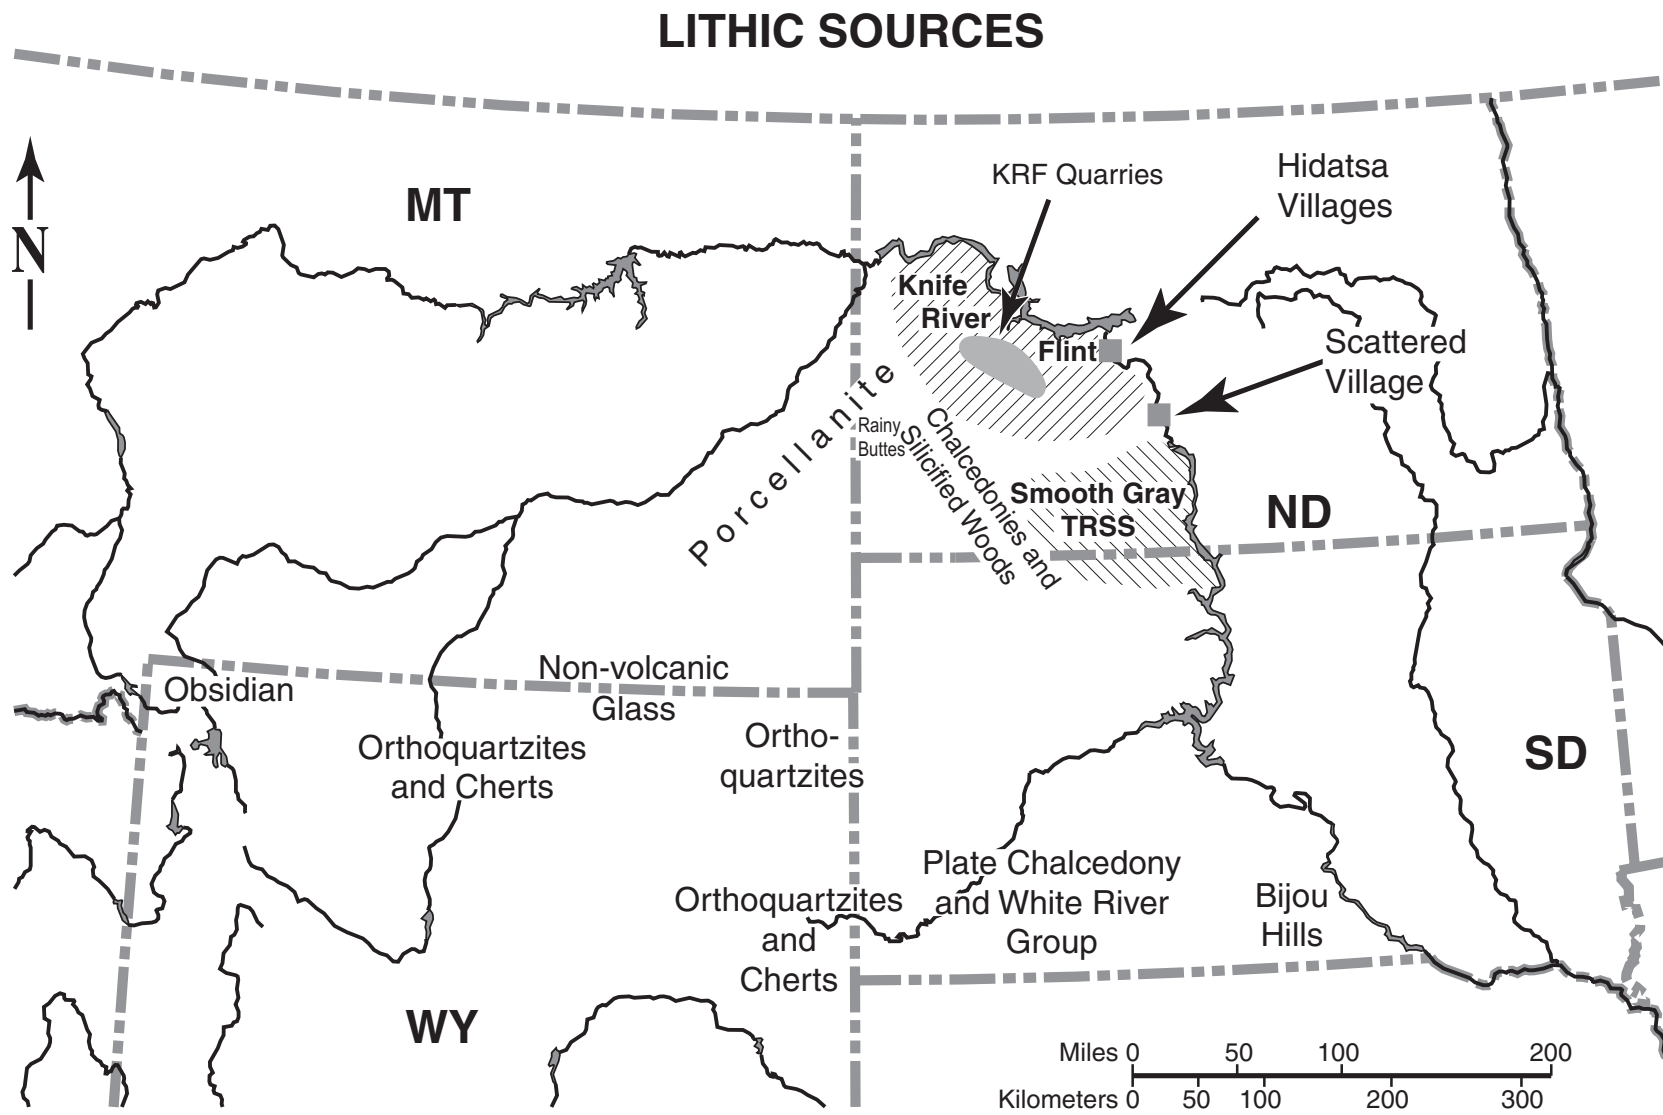 LITHIC SOURCES
N
MT
KRF Quarries
Hidatsa
Villages
Knife
River
Flint
Scattered
Village
Porcellanite
Rainy
Buttes
Chalcedonies and
Silicified Woods
Smooth Gray
TRSS
ND
Obsidian
Non-volcanic
Glass
Orthoquartzites
and Cherts
Ortho-
quartzites
SD
Orthoquartzites
and
Cherts
Plate Chalcedony
and White River
Group
Bijou
Hills
WY
Miles 0 50 100 200
Kilometers 0 50 100 200 300